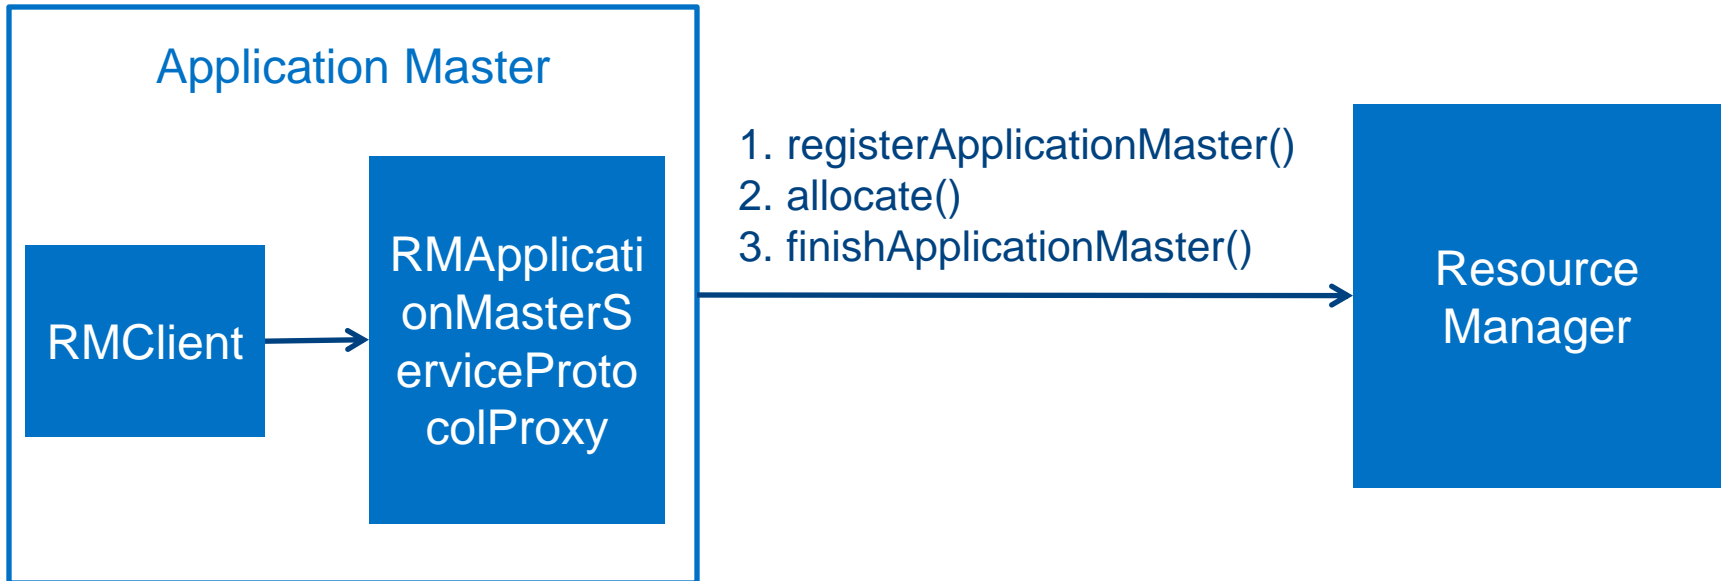 Application Master
RMClient
RMApplicati
onMasterS
erviceProto
colProxy
1. registerApplicationMaster()
2. allocate()
3. finishApplicationMaster()
Resource
Manager